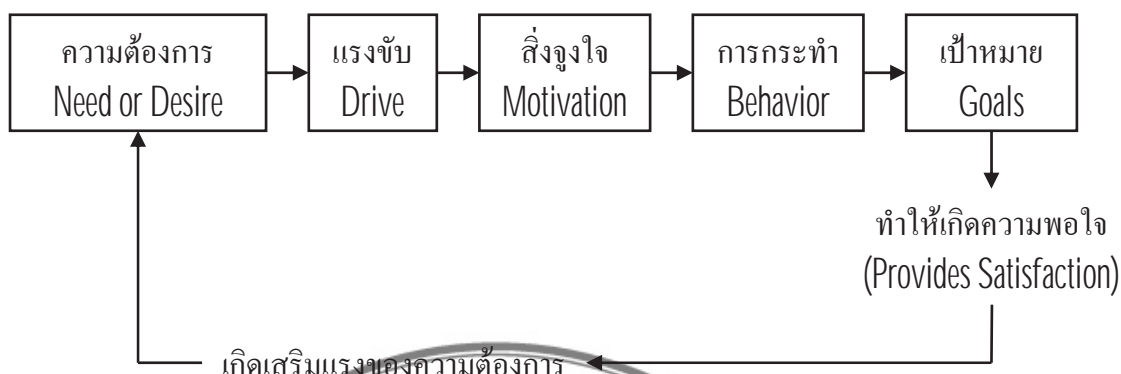 ความต้องการ
Need or Desire
แรงขับ
Drive
สิ่งจูงใจ
Motivation
การกระทำ
Behavior
เป้าหมาย
Goals
ทำให้เกิดความพอใจ
(Provides Satisfaction)
เกิดเสริมแรงของความต้องการ